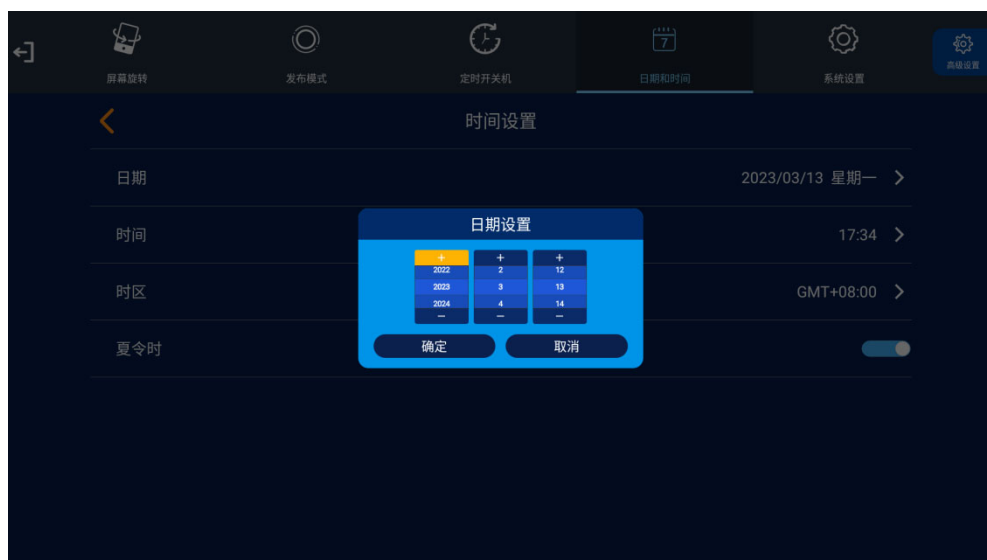 7
屏幕旋转
发布模式
定时开关机
日期和时间
系统设置
高级设置
时间设置
日期
2023/03/13 星期一
时间
17:34
时区
GMT+08:00
夏令时
日期设置
+ + +
2022 2 12
2023 3 13
2024 4 14
— — —
确定
取消